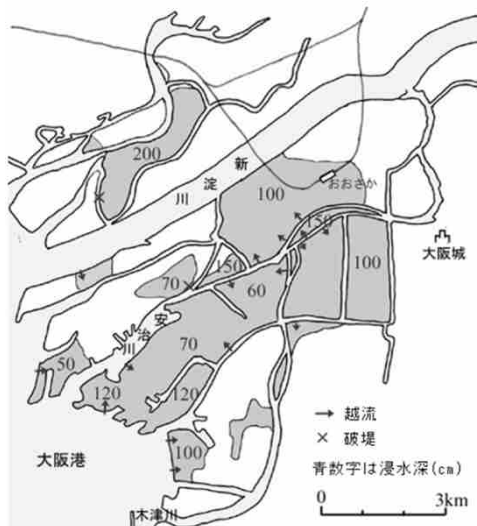 200
新
淀
川
100
おおさか
150
大阪城
100
70
150
60
安
治
川
70
50
120
120
100
大阪港
木津川
→ 越流
× 破堤
青数字は浸水深(cm)
0 3km